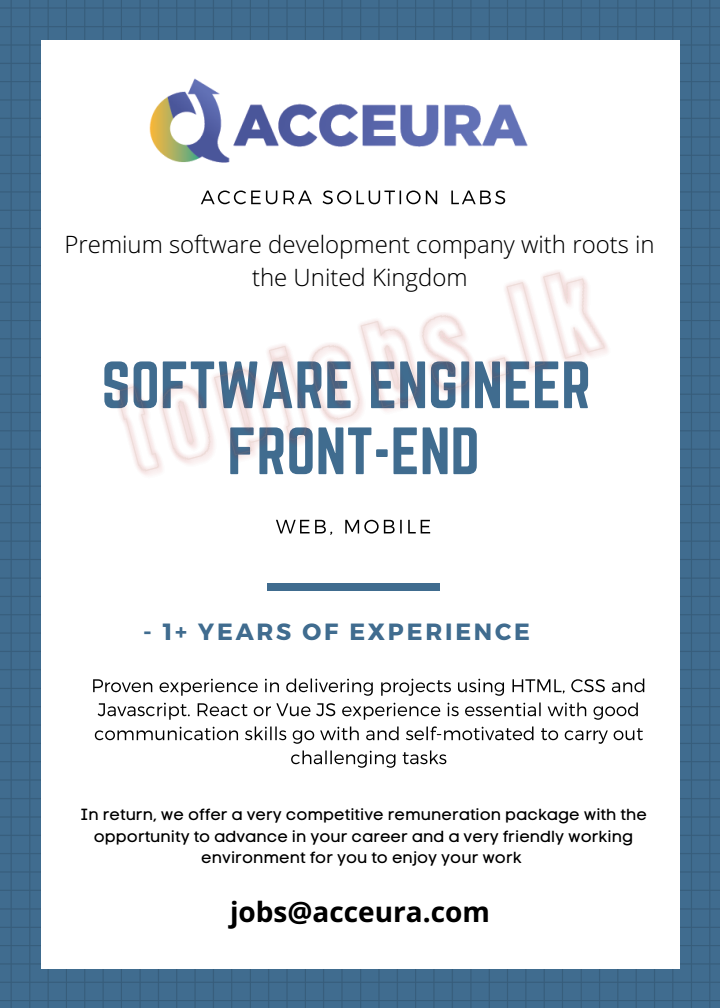 ACCEURA
ACCEURA SOLUTION LABS
Premium software development company with roots in
the United Kingdom
topjobs.lk
SOFTWARE ENGINEER
FRONT-END
WEB, MOBILE
- 1+ YEARS OF EXPERIENCE
Proven experience in delivering projects using HTML, CSS and
Javascript. React or Vue JS experience is essential with good
communication skills go with and self-motivated to carry out
challenging tasks
In return, we offer a very competitive remuneration package with the
opportunity to advance in your career and a very friendly working
environment for you to enjoy your work
jobs@acceura.com